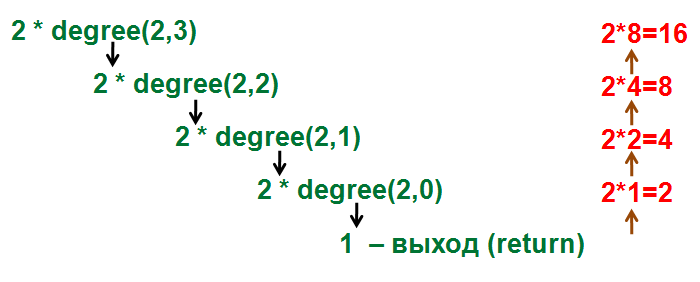 2 * degree(2,3) 2*8=16
2 * degree(2,2) 2*4=8
2 * degree(2,1) 2*2=4
2 * degree(2,0) 2*1=2
1 – выход (return)